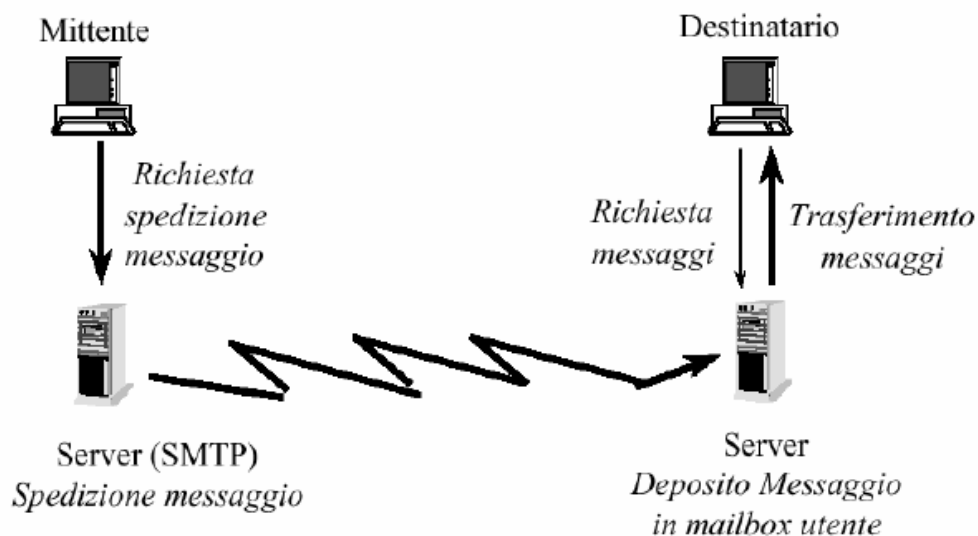 Mittente
Destinatario
Richiesta
spedizione
messaggio
Richiesta
messaggi
Trasferimento
messaggi
Server (SMTP)
Spedizione messaggio
Server
Deposito Messaggio
in mailbox utente